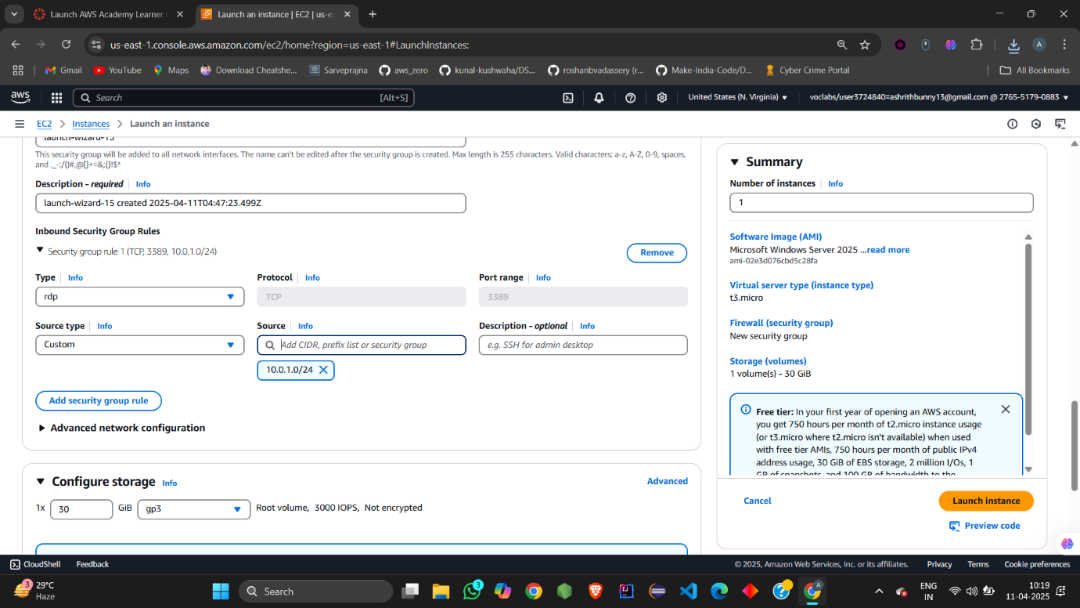 Launch AWS Academy Learner
Launch an instance | EC2 | us-e
us-east-1.console.aws.amazon.com/ec2/home?region=us-east-1#LaunchInstances:
Gmail YouTube Maps Download Cheatshe... Sarveprajna aws_zero kunal-kushwaha/DS... roshanbvadassery (r... Make-India-Code/D... Cyber Crime Portal All Bookmarks
aws Search [Alt+S] United States (N. Virginia) voclabs/user3724840=ashrithbunny13@gmail.com @ 2765-5179-0883
EC2 Instances Launch an instance
launch-wizard-15
This security group will be added to all network interfaces. The name can't be edited after the security group is created. Max length is 255 characters. Valid characters: a-z, A-Z, 0-9, spaces,
and ._-:/()#,@[]+=&;{}!$*
Description - required Info
launch-wizard-15 created 2025-04-11T04:47:23.499Z
Inbound Security Group Rules
Security group rule 1 (TCP, 3389, 10.0.1.0/24)
Remove
Type Info Protocol Info Port range Info
rdp TCP 3389
Source type Info Source Info Description - optional Info
Custom Add CIDR, prefix list or security group e.g. SSH for admin desktop
10.0.1.0/24
Add security group rule
Advanced network configuration
Configure storage Info Advanced
1x 30 GiB gp3 Root volume, 3000 IOPS, Not encrypted
Summary
Number of instances Info
1
Software Image (AMI)
Microsoft Windows Server 2025 ...read more
ami-02e3d076cbd5c28fa
Virtual server type (instance type)
t3.micro
Firewall (security group)
New security group
Storage (volumes)
1 volume(s) - 30 GiB
Free tier: In your first year of opening an AWS account,
you get 750 hours per month of t2.micro instance usage
(or t3.micro where t2.micro isn't available) when used
with free tier AMIs, 750 hours per month of public IPv4
address usage, 30 GiB of EBS storage, 2 million I/Os, 1
GB of snapshots, and 100 GB of bandwidth to the
Cancel Launch instance
Preview code
CloudShell Feedback © 2025, Amazon Web Services, Inc. or its affiliates. Privacy Terms Cookie preferences
3 29°C
Haze
Search
3
ENG
IN
10:19
11-04-2025